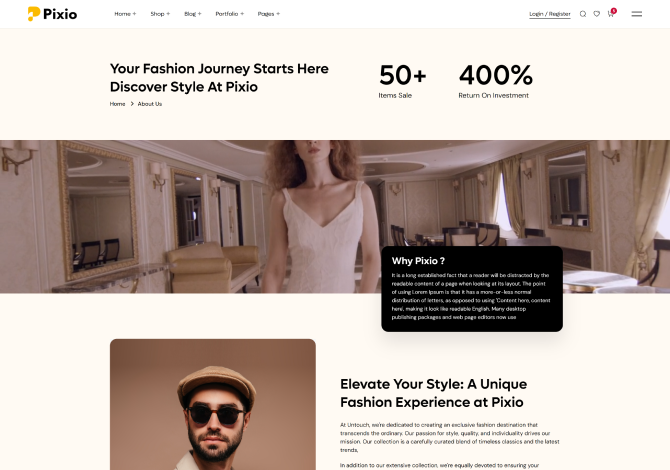 Pixio
Home +
Shop +
Blog +
Portfolio +
Pages +
Login / Register
5
Your Fashion Journey Starts Here
Discover Style At Pixio
Home > About Us
50+
Items Sale
400%
Return On Investment
Why Pixio ?
It is a long established fact that a reader will be distracted by the
readable content of a page when looking at its layout. The point
of using Lorem Ipsum is that it has a more-or-less normal
distribution of letters, as opposed to using 'Content here, content
here', making it look like readable English. Many desktop
publishing packages and web page editors now use
Elevate Your Style: A Unique
Fashion Experience at Pixio
At Untouch, we're dedicated to creating an exclusive fashion destination that
transcends the ordinary. Our passion for style, quality, and individuality drives our
mission. Our collection is a carefully curated blend of timeless classics and the latest
trends,
In addition to our extensive collection, we're equally devoted to ensuring your